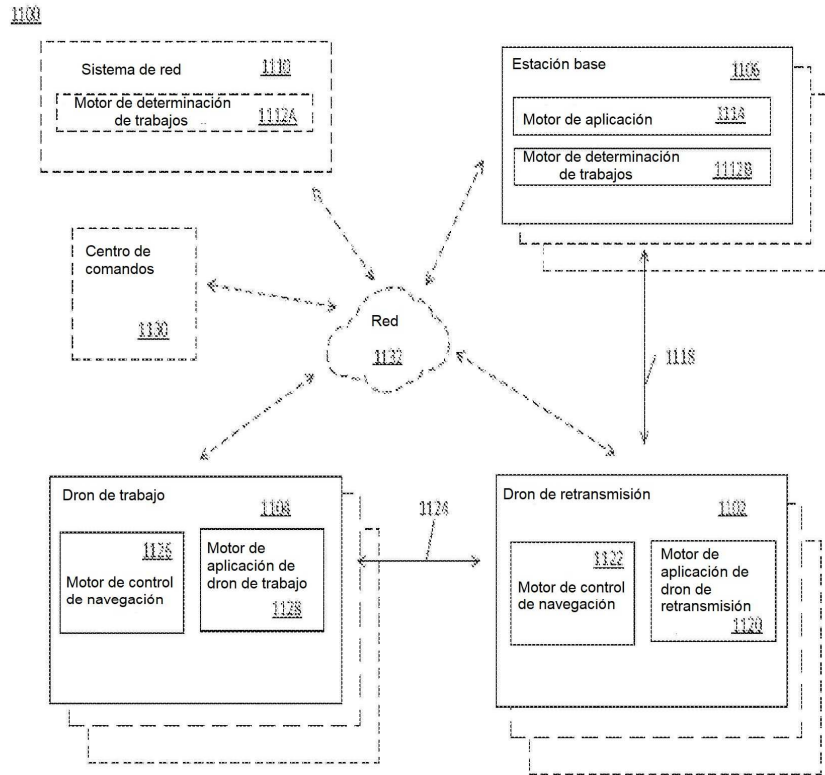 1100
Sistema de red 1110
Motor de determinación
de trabajos 1112A
Estación base 1106
Motor de aplicación 1114
Motor de determinación
de trabajos 1112B
Centro de
comandos
1130
Red
1132
1118
Dron de trabajo
1104
1126
Motor de control
de navegación
Motor de
aplicación de
dron de trabajo
1128
1124
Dron de retransmisión
1102
1122
Motor de control
de navegación
Motor de
aplicación de
dron de
retransmisión
1120